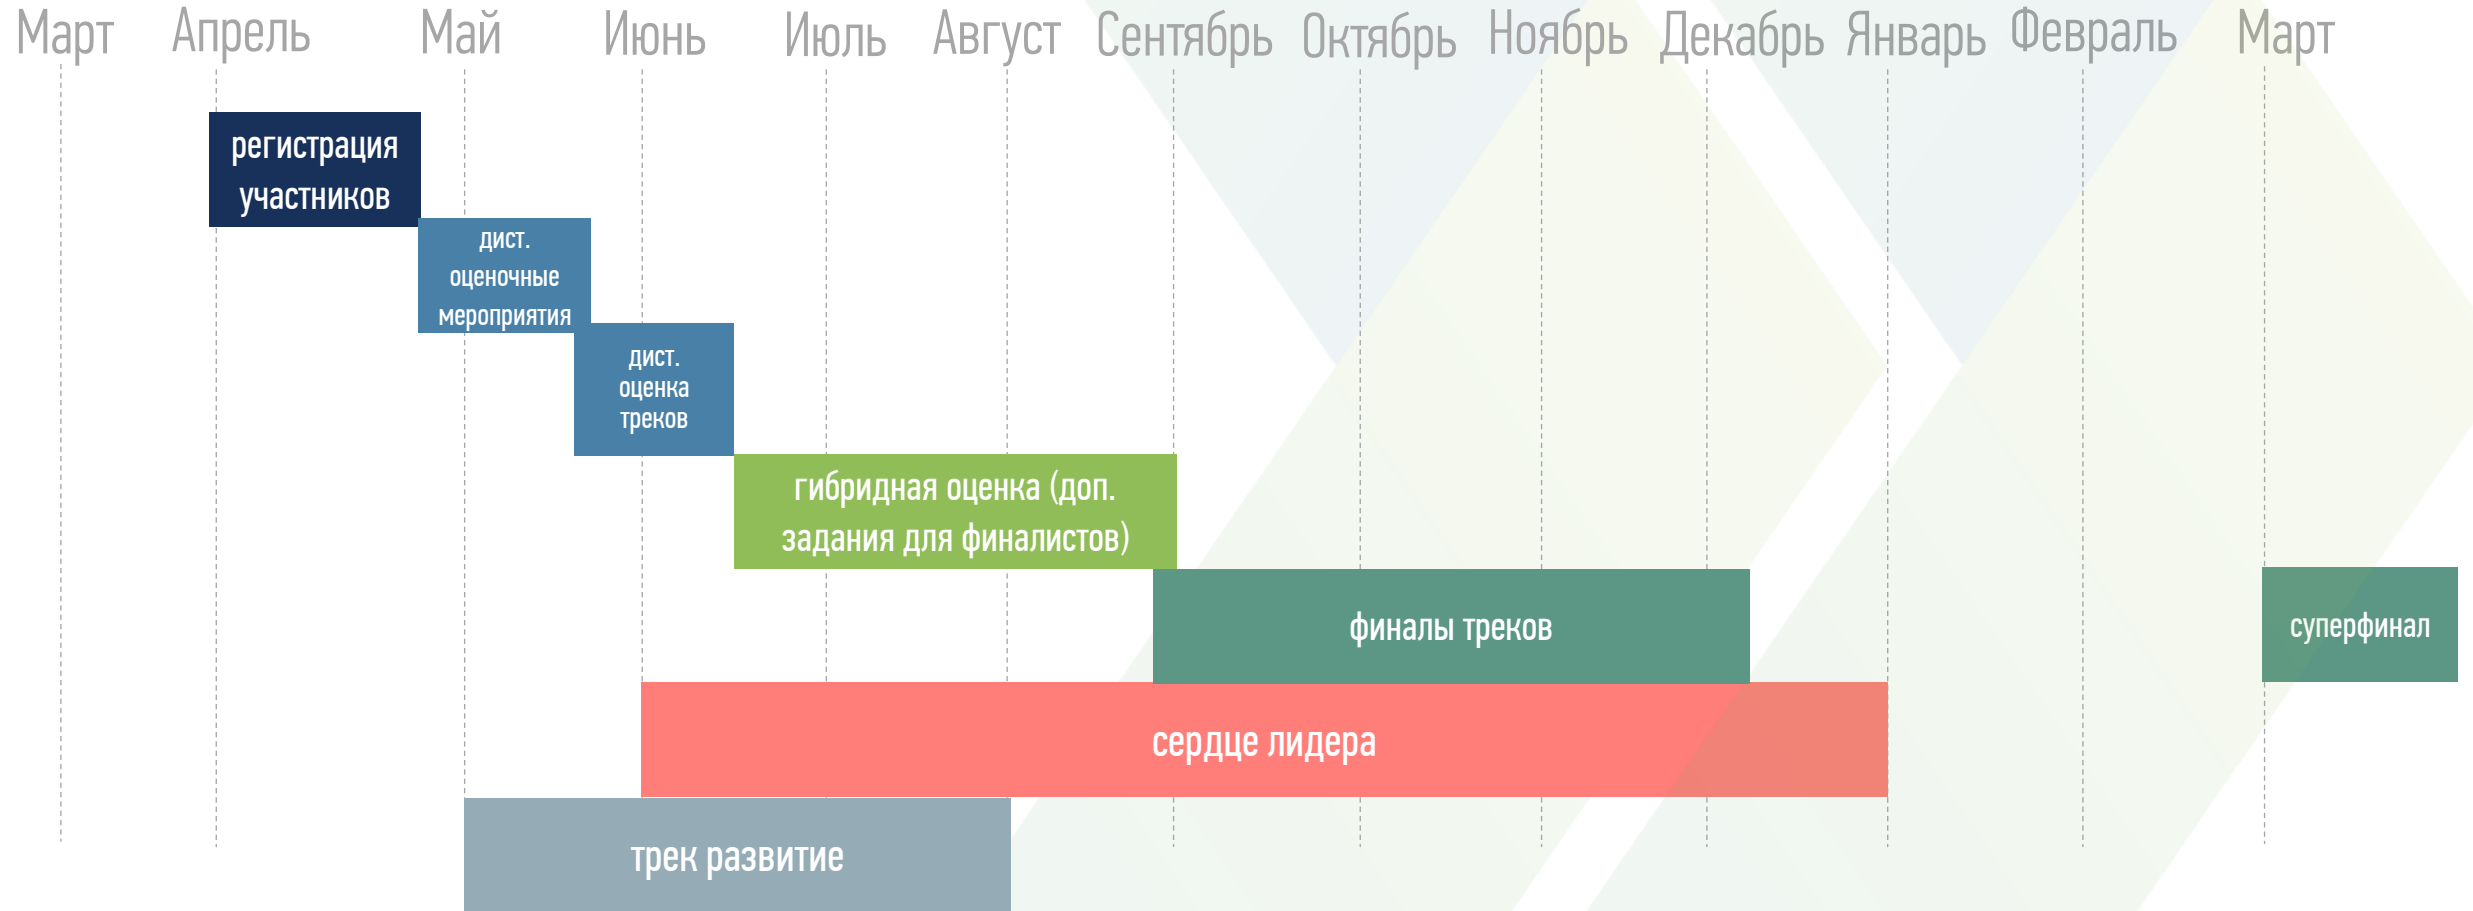 Март Апрель Май Июнь Июль Август Сентябрь Октябрь Ноябрь Декабрь Январь Февраль Март
регистрация
участников
дист.
оценочные
мероприятия
дист.
оценка
треков
гибридная оценка (доп.
задания для финалистов)
финалы треков
суперфинал
сердце лидера
трек развитие